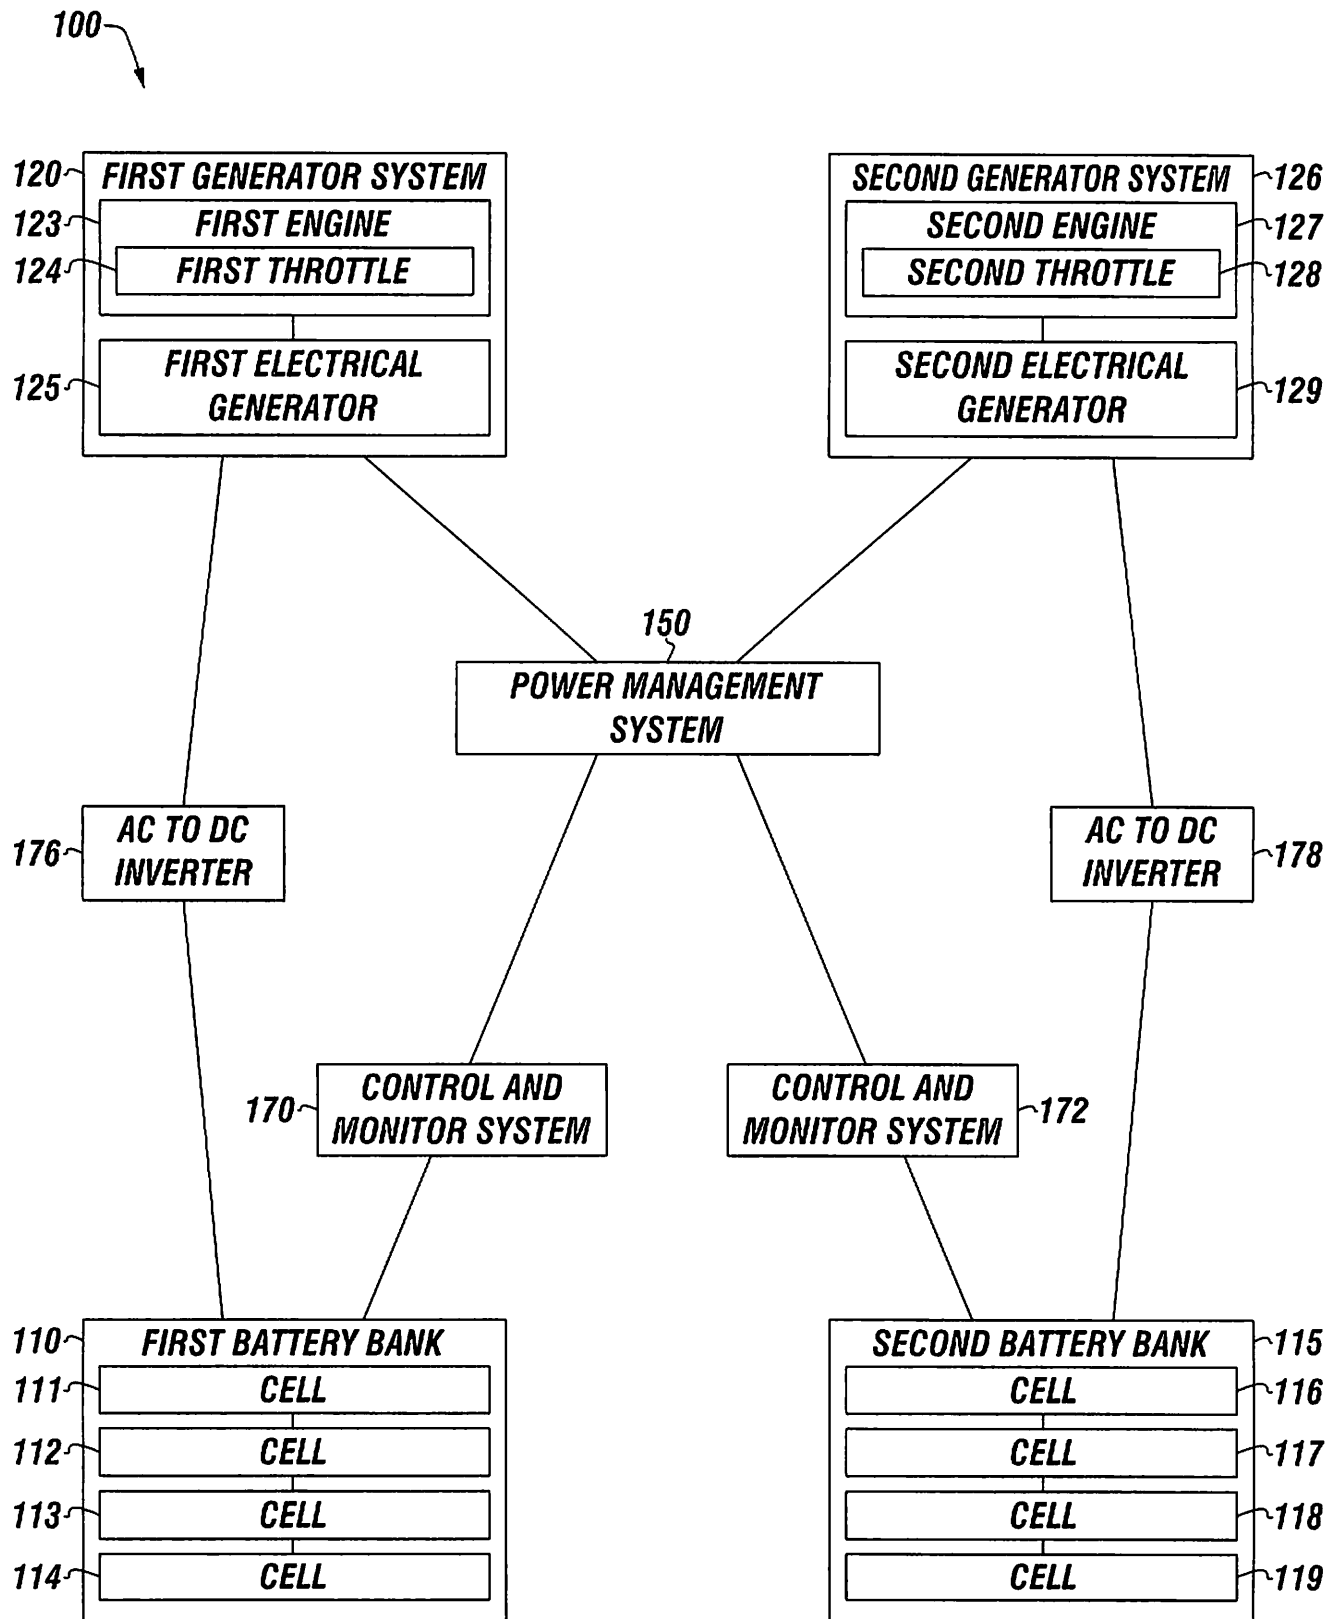 100
120 FIRST GENERATOR SYSTEM
123 FIRST ENGINE
124 FIRST THROTTLE
125 FIRST ELECTRICAL
GENERATOR
SECOND GENERATOR SYSTEM 126
SECOND ENGINE 127
SECOND THROTTLE 128
SECOND ELECTRICAL
GENERATOR 129
150
POWER MANAGEMENT
SYSTEM
176 AC TO DC
INVERTER
AC TO DC
INVERTER 178
170 CONTROL AND
MONITOR SYSTEM
CONTROL AND
MONITOR SYSTEM 172
110 FIRST BATTERY BANK
111 CELL
112 CELL
113 CELL
114 CELL
SECOND BATTERY BANK 115
CELL 116
CELL 117
CELL 118
CELL 119